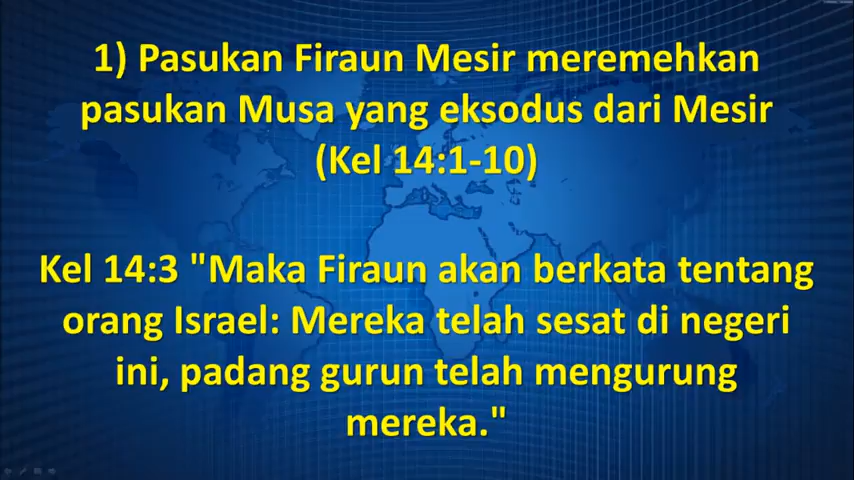 1) Pasukan Firaun Mesir meremehkan
pasukan Musa yang eksodus dari Mesir
(Kel 14:1-10)
Kel 14:3 "Maka Firaun akan berkata tentang
orang Israel: Mereka telah sesat di negeri
ini, padang gurun telah mengurung
mereka."